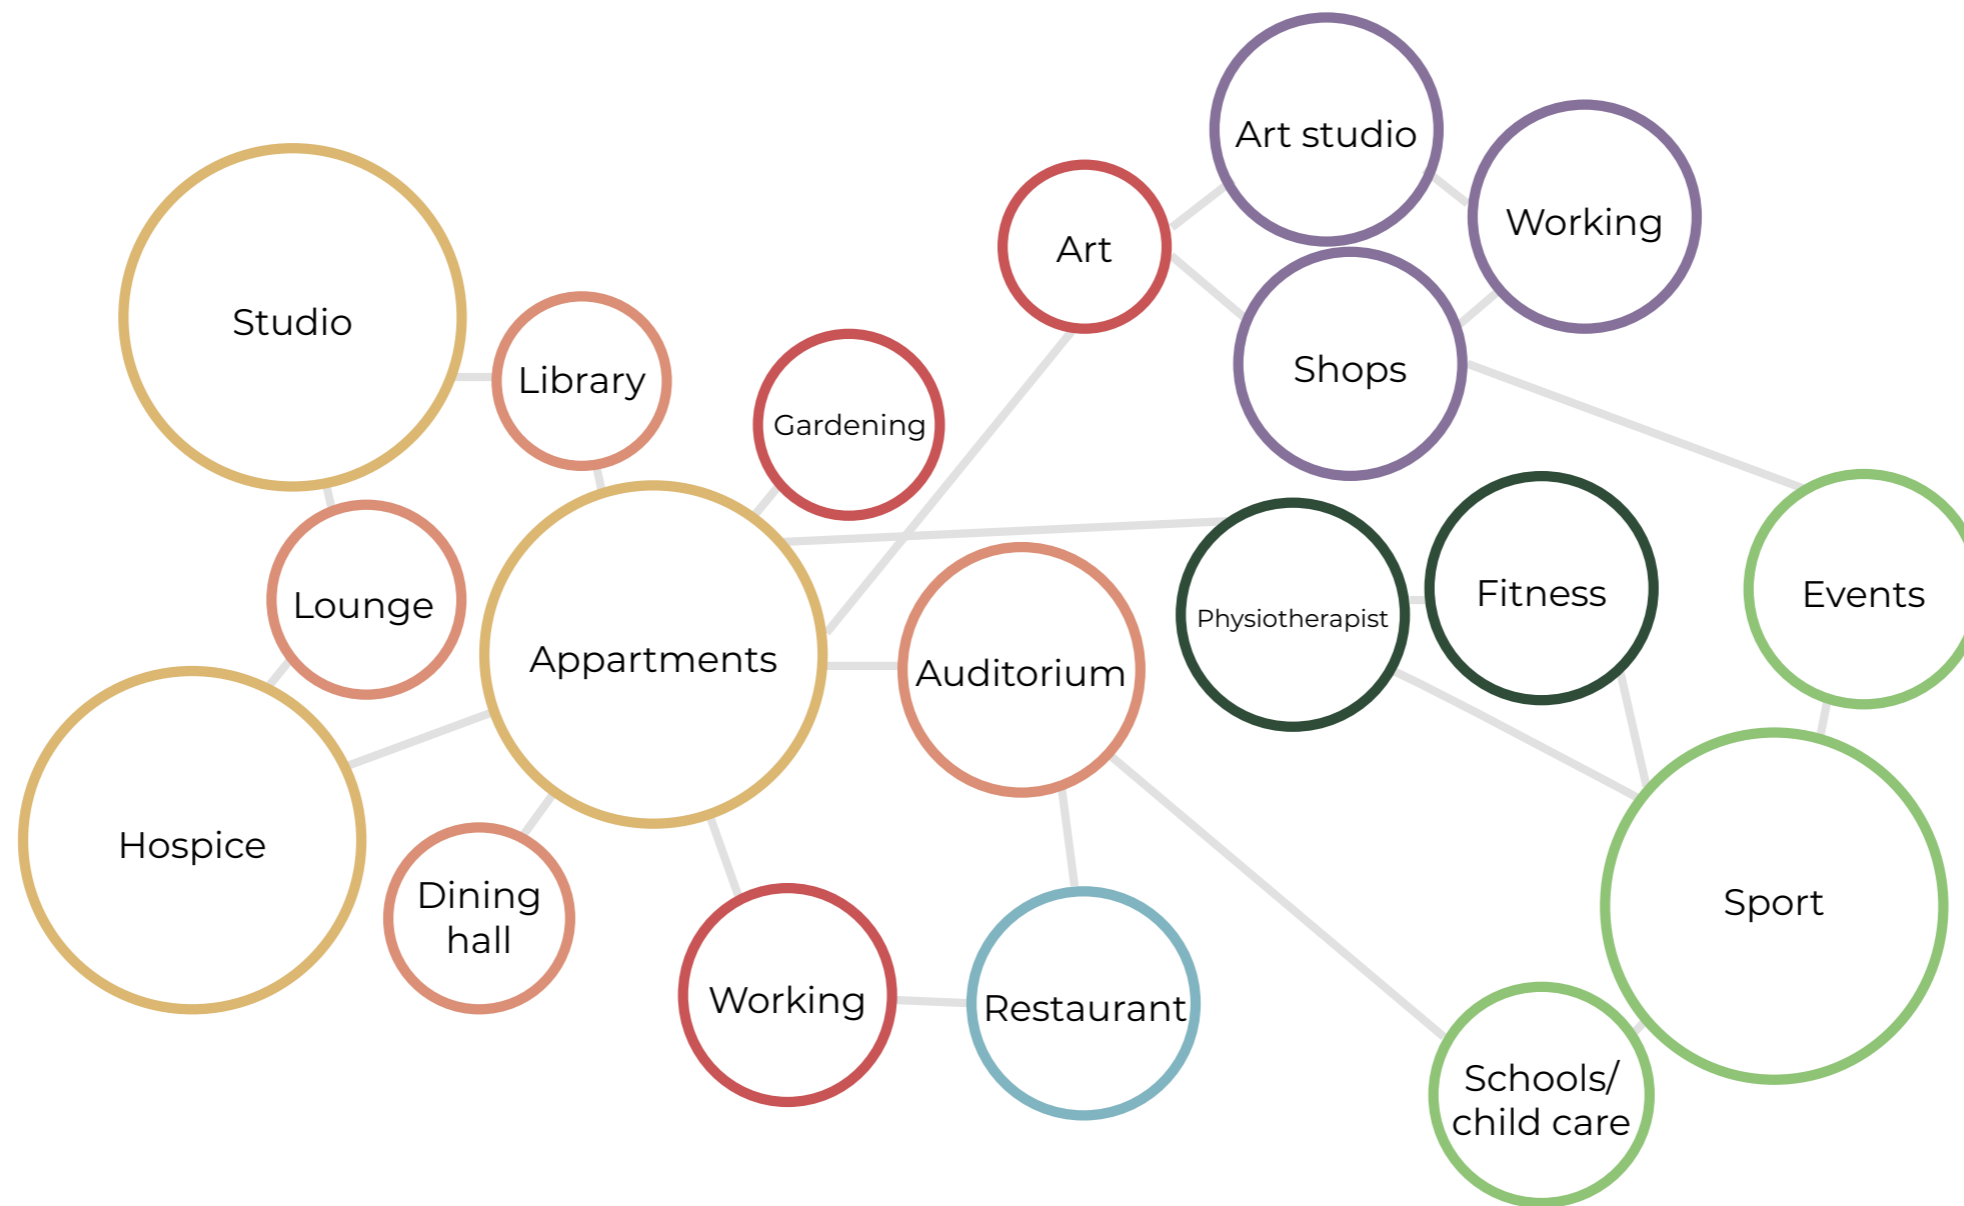 Art studio
Working
Art
Studio
Library
Shops
Gardening
Lounge
Physiotherapist
Fitness
Events
Appartments
Auditorium
Hospice
Dining
hall
Sport
Working
Restaurant
Schools/
child care